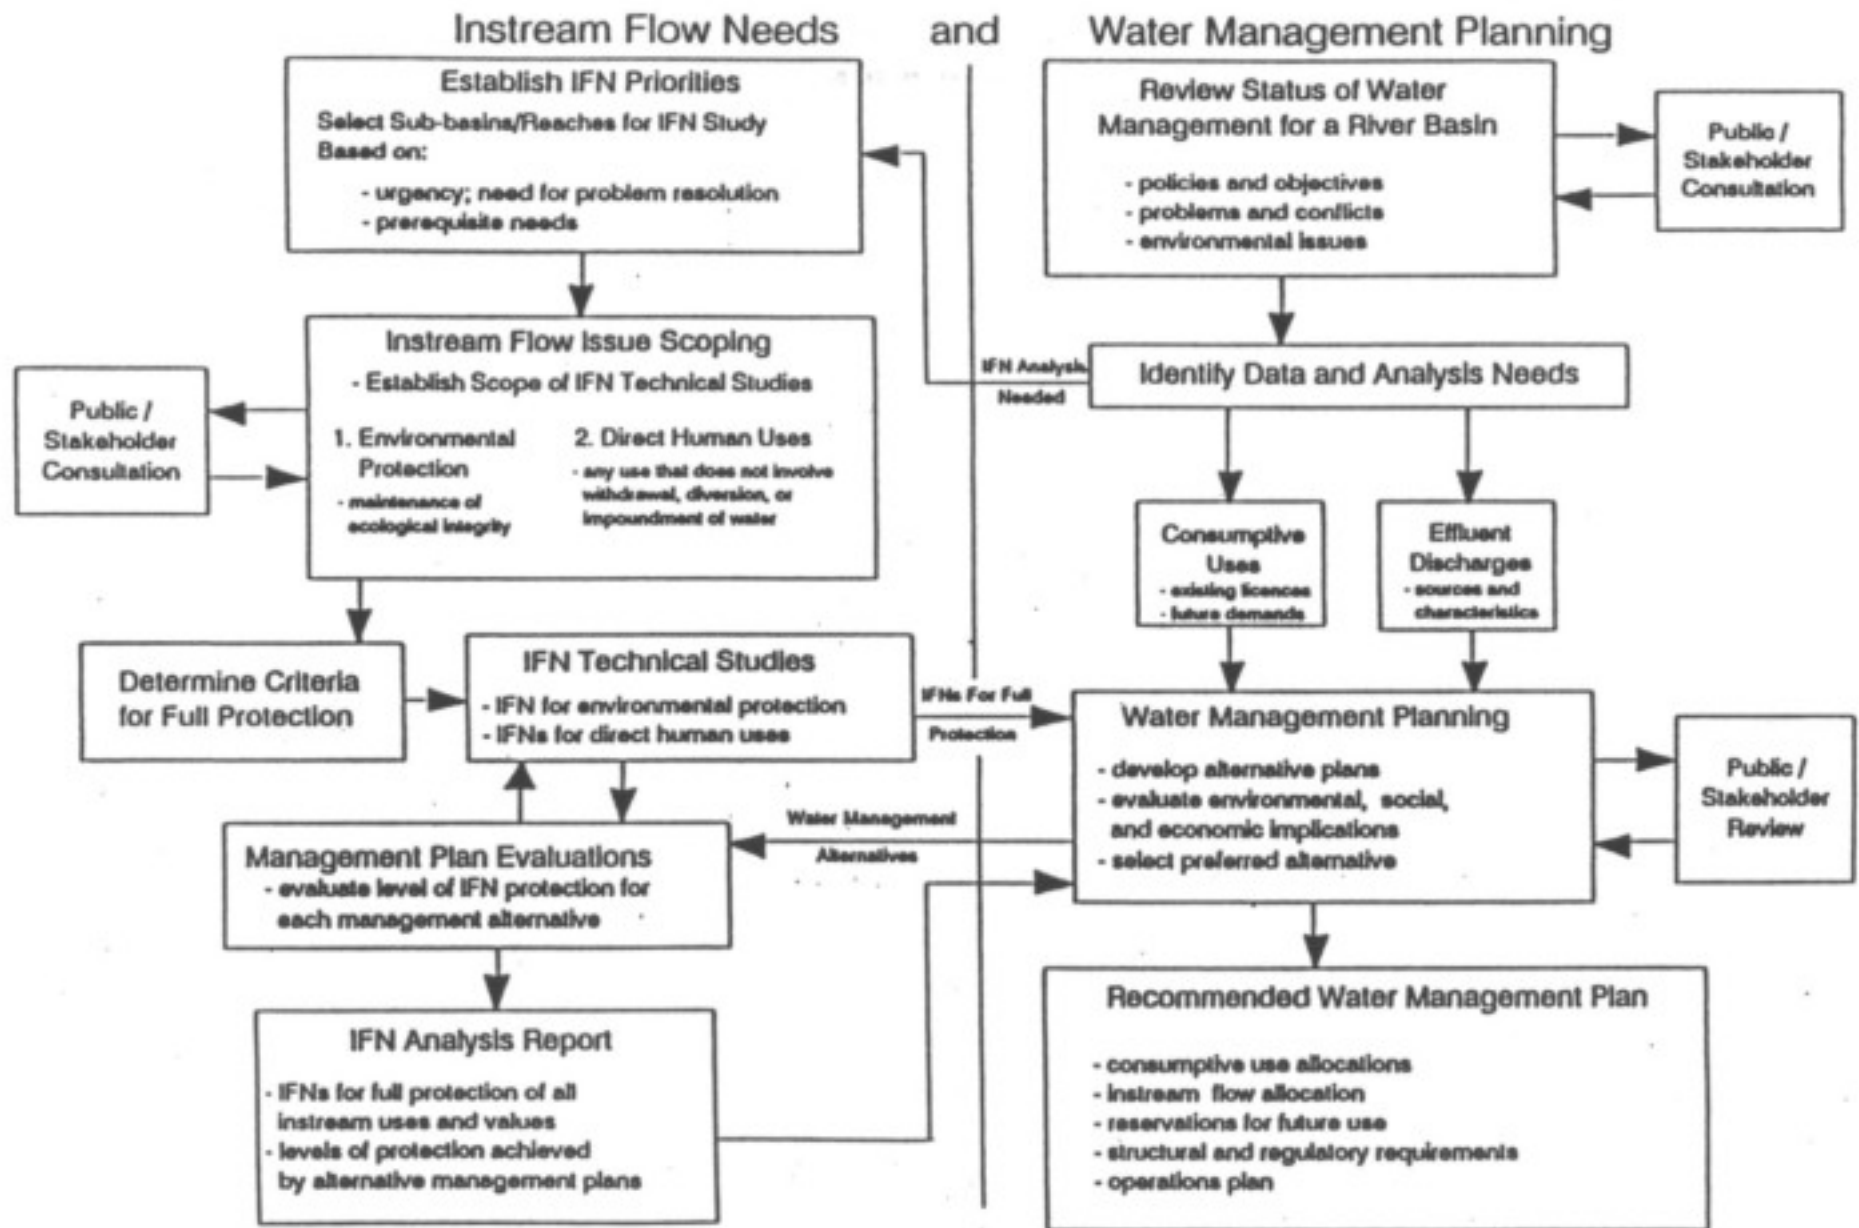 Instream Flow Needs and Water Management Planning
Establish IFN Priorities
Select Sub-basins/Reaches for IFN Study
Based on:
- urgency; need for problem resolution
- prerequisite needs
Instream Flow Issue Scoping
- Establish Scope of IFN Technical Studies
1. Environmental
Protection
- maintenance of
ecological integrity
2. Direct Human Uses
- any use that does not involve
withdrawal, diversion, or
impoundment of water
Public /
Stakeholder
Consultation
Determine Criteria
for Full Protection
IFN Technical Studies
- IFN for environmental protection
- IFNs for direct human uses
Management Plan Evaluations
- evaluate level of IFN protection for
each management alternative
IFN Analysis Report
- IFNs for full protection of all
instream uses and values
- levels of protection achieved
by alternative management plans
IFN Analysis
Needed
IFNs For Full
Protection
Water Management
Alternatives
Review Status of Water
Management for a River Basin
- policies and objectives
- problems and conflicts
- environmental issues
Public /
Stakeholder
Consultation
Identify Data and Analysis Needs
Consumptive
Uses
- existing licences
- future demands
Effluent
Discharges
- sources and
characteristics
Water Management Planning
- develop alternative plans
- evaluate environmental, social,
and economic implications
- select preferred alternative
Public /
Stakeholder
Review
Recommended Water Management Plan
- consumptive use allocations
- instream flow allocation
- reservations for future use
- structural and regulatory requirements
- operations plan